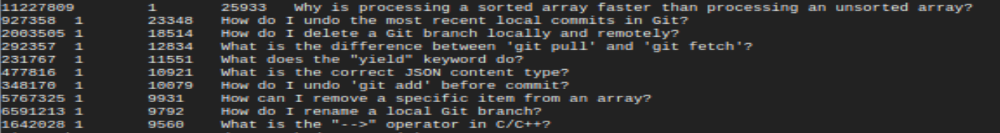 11227809 1 25933 Why is processing a sorted array faster than processing an unsorted array?
927358 1 23348 How do I undo the most recent local commits in Git?
2003505 1 18514 How do I delete a Git branch locally and remotely?
292357 1 12834 What is the difference between 'git pull' and 'git fetch'?
231767 1 11551 What does the "yield" keyword do?
477816 1 10921 What is the correct JSON content type?
348170 1 10079 How do I undo 'git add' before commit?
5767325 1 9931 How can I remove a specific item from an array?
6591213 1 9792 How do I rename a local Git branch?
1642028 1 9560 What is the "-->" operator in C/C++?